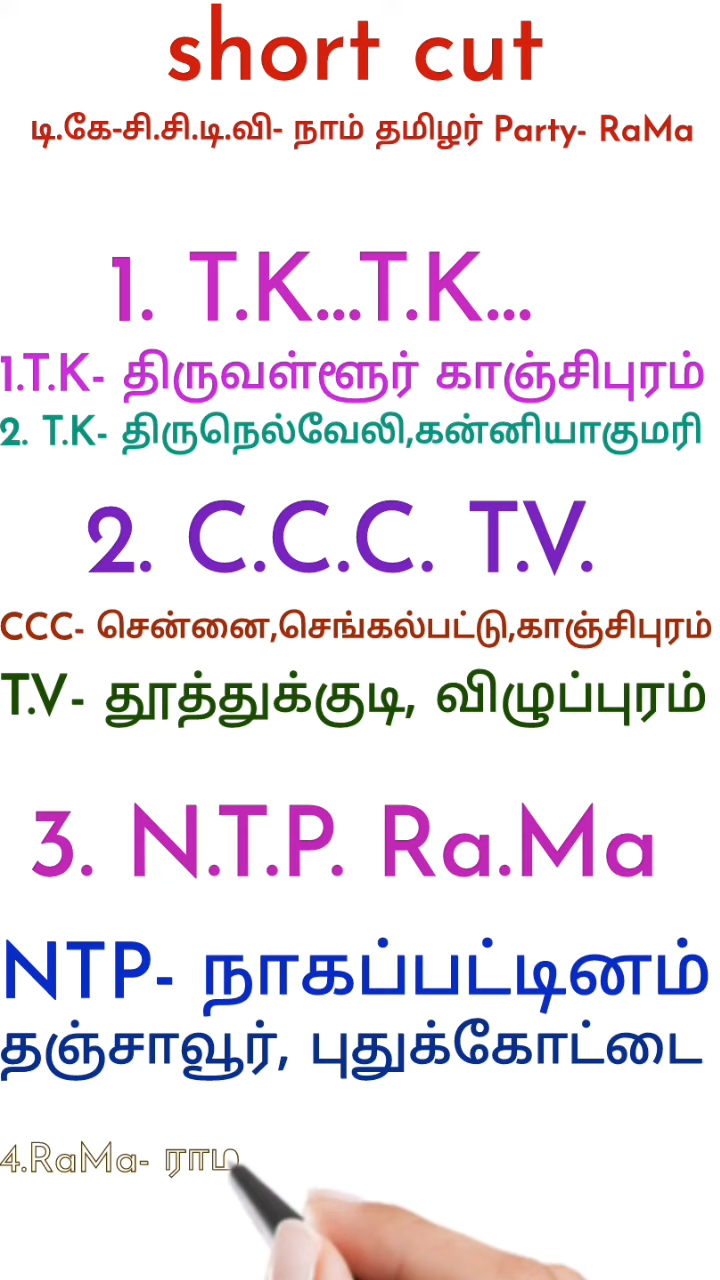 short cut
டி.கே-சி.சி.டி.வி- நாம் தமிழர் Party- RaMa
1. T.K...T.K...
1.T.K- திருவள்ளூர் காஞ்சிபுரம்
2. T.K- திருநெல்வேலி,கன்னியாகுமரி
2. C.C.C. T.V.
CCC- சென்னை,செங்கல்பட்டு,காஞ்சிபுரம்
T.V- தூத்துக்குடி, விழுப்புரம்
3. N.T.P. Ra.Ma
NTP- நாகப்பட்டினம்
தஞ்சாவூர், புதுக்கோட்டை
4.RaMa- ராம